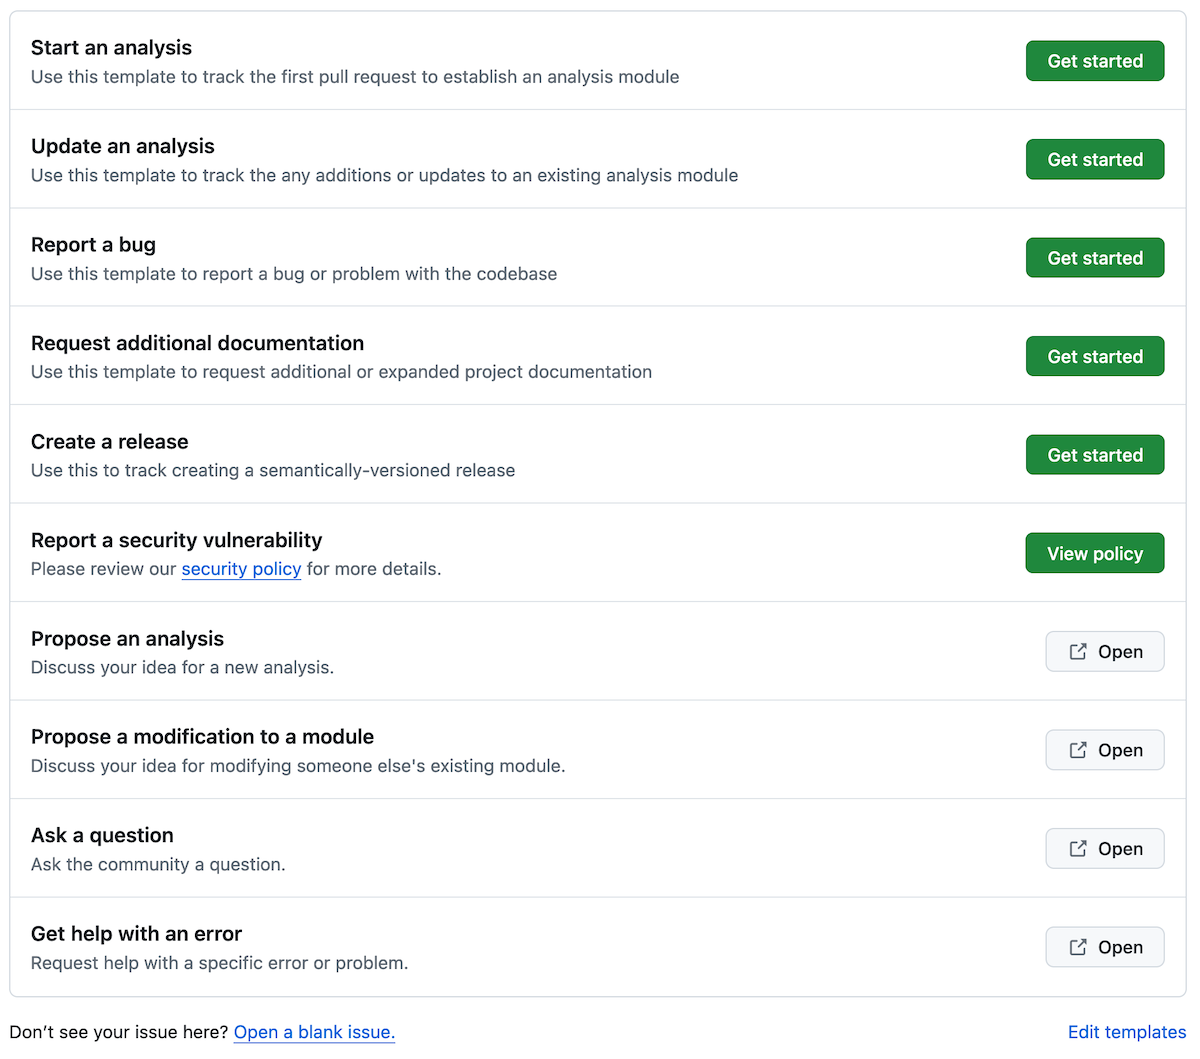 Start an analysis
Use this template to track the first pull request to establish an analysis module
Get started
Update an analysis
Use this template to track the any additions or updates to an existing analysis module
Get started
Report a bug
Use this template to report a bug or problem with the codebase
Get started
Request additional documentation
Use this template to request additional or expanded project documentation
Get started
Create a release
Use this to track creating a semantically-versioned release
Get started
Report a security vulnerability
Please review our security policy for more details.
View policy
Propose an analysis
Discuss your idea for a new analysis.
Open
Propose a modification to a module
Discuss your idea for modifying someone else's existing module.
Open
Ask a question
Ask the community a question.
Open
Get help with an error
Request help with a specific error or problem.
Open
Don’t see your issue here? Open a blank issue.
Edit templates